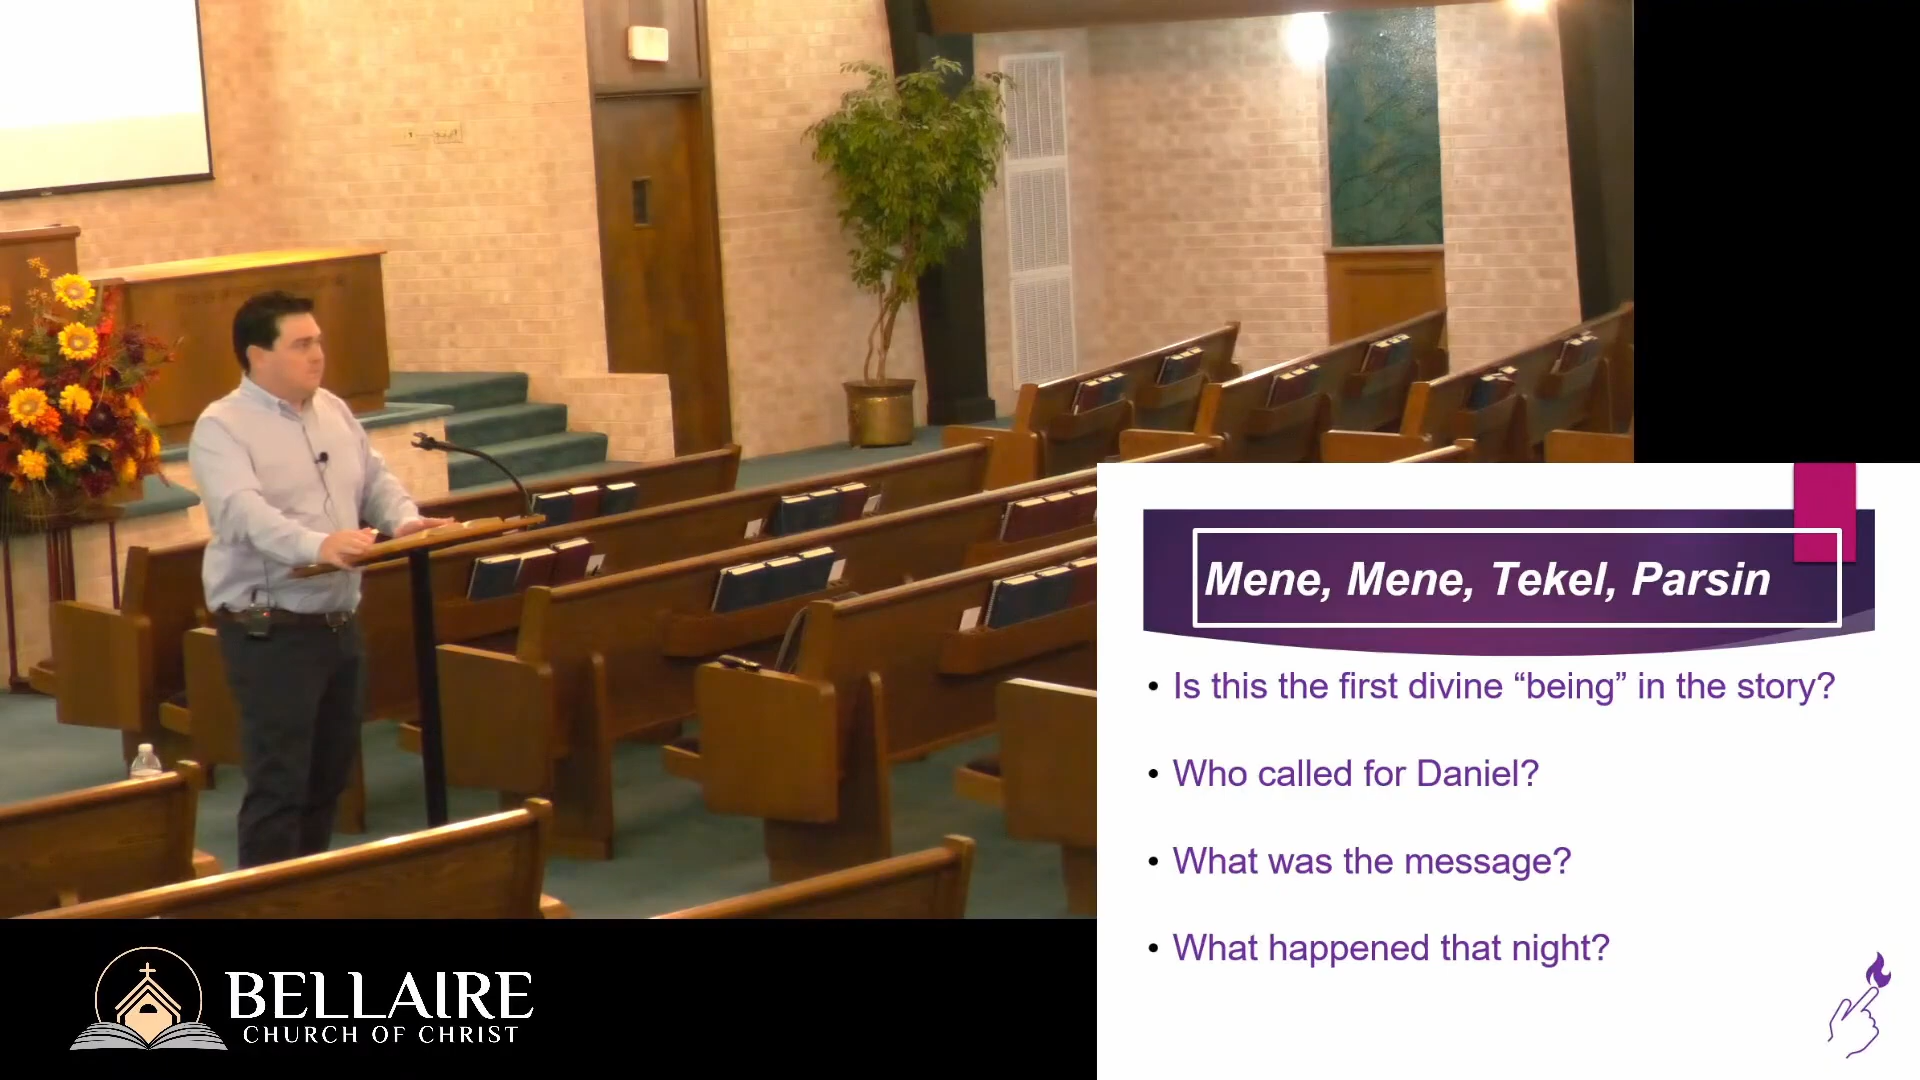 Mene, Mene, Tekel, Parsin
• Is this the first divine “being” in the story?
• Who called for Daniel?
• What was the message?
• What happened that night?
BELLAIRE
CHURCH OF CHRIST